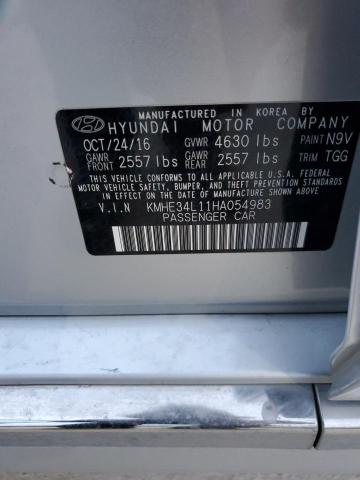 MANUFACTURED IN KOREA BY
HYUNDAI MOTOR COMPANY
OCT/24/16 GVWR 4630 lbs PAINT N9V
GAWR FRONT 2557 lbs GAWR REAR 2557 lbs TRIM TGG
THIS VEHICLE CONFORMS TO ALL APPLICABLE U.S.A. FEDERAL
MOTOR VEHICLE SAFETY, BUMPER, AND THEFT PREVENTION
STANDARDS IN EFFECT ON THE DATE OF MANUFACTURE SHOWN ABOVE.
V.I.N KMHE34L11HA054983
PASSENGER CAR